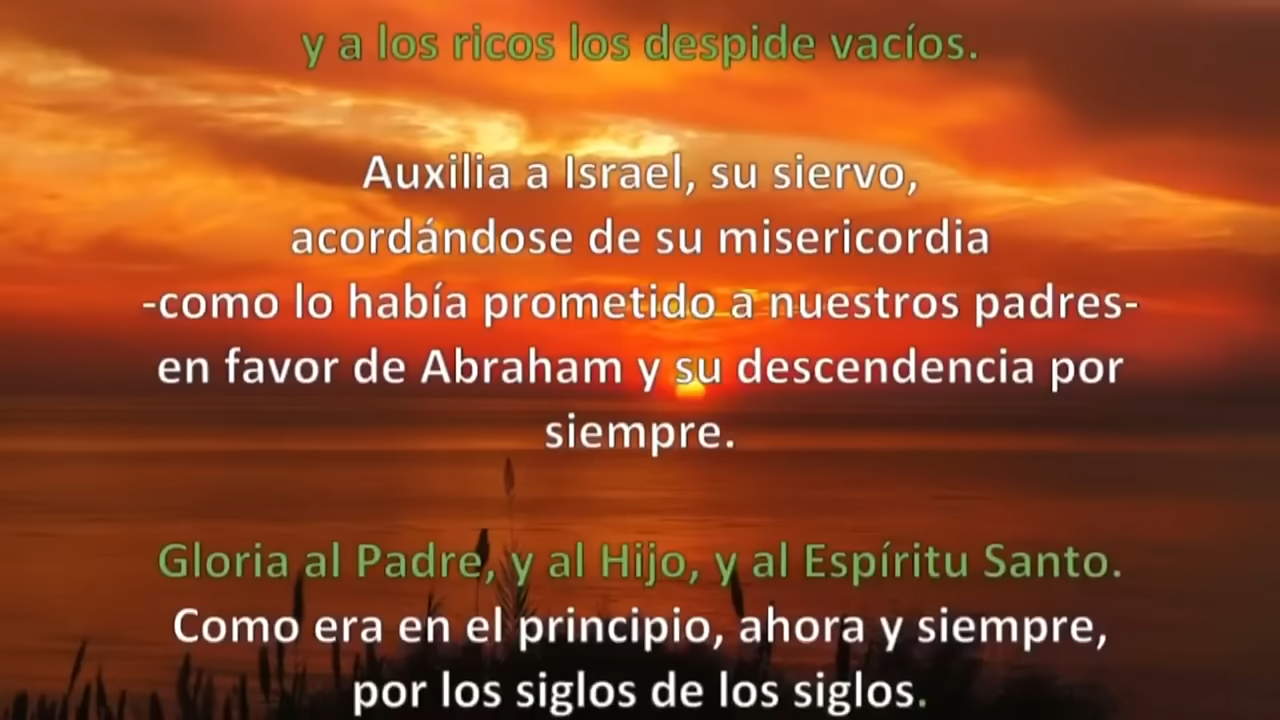 y a los ricos los despide vacíos.
Auxilia a Israel, su siervo,
acordándose de su misericordia
-como lo había prometido a nuestros padres-
en favor de Abraham y su descendencia por
siempre.
Gloria al Padre, y al Hijo, y al Espíritu Santo.
Como era en el principio, ahora y siempre,
por los siglos de los siglos.